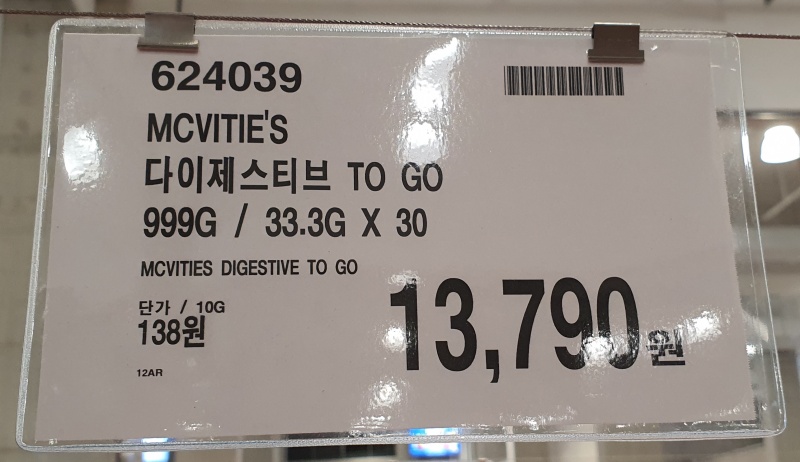 624039
MCVITIE'S
다이제스티브 TO GO
999G / 33.3G X 30
MCVITIES DIGESTIVE TO GO
단가 / 10G
138원
13,790원
12AR